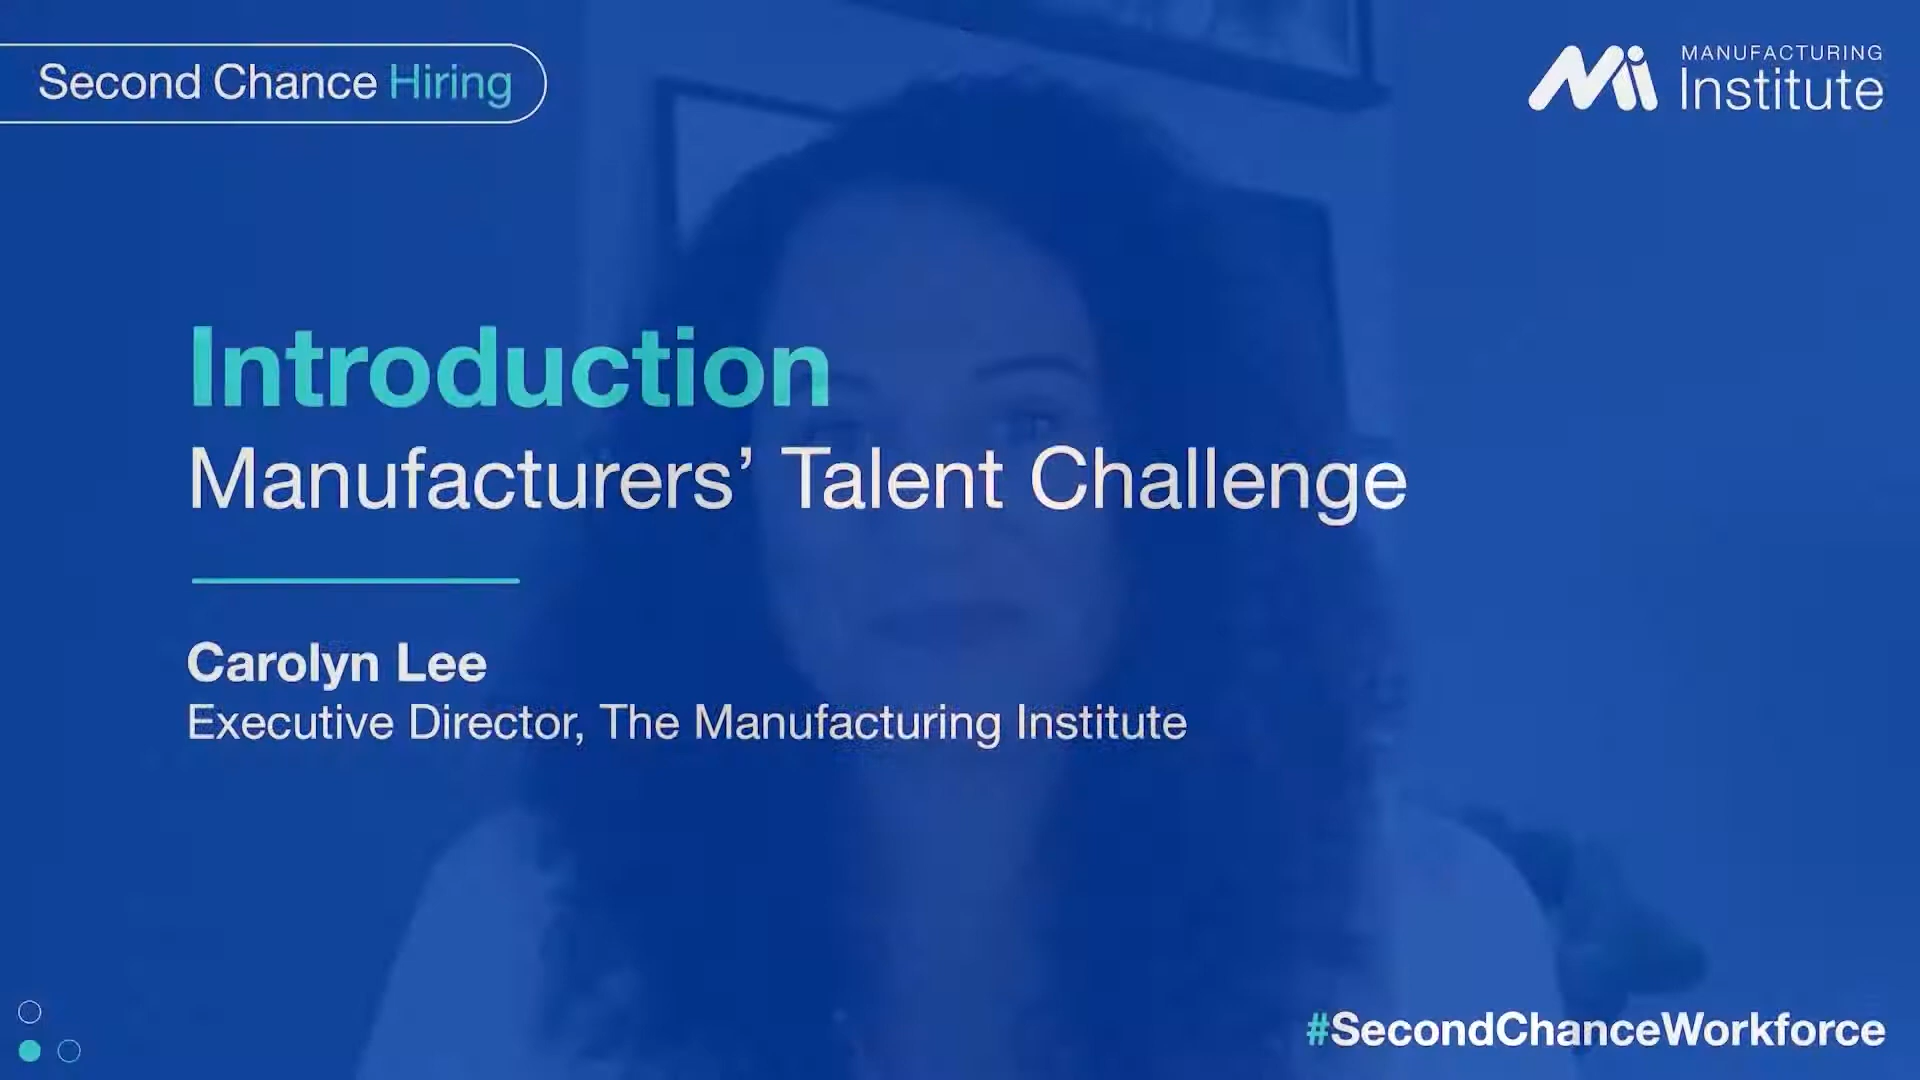 Second Chance Hiring
MANUFACTURING
Institute
Introduction
Manufacturers’ Talent Challenge
Carolyn Lee
Executive Director, The Manufacturing Institute
#SecondChanceWorkforce